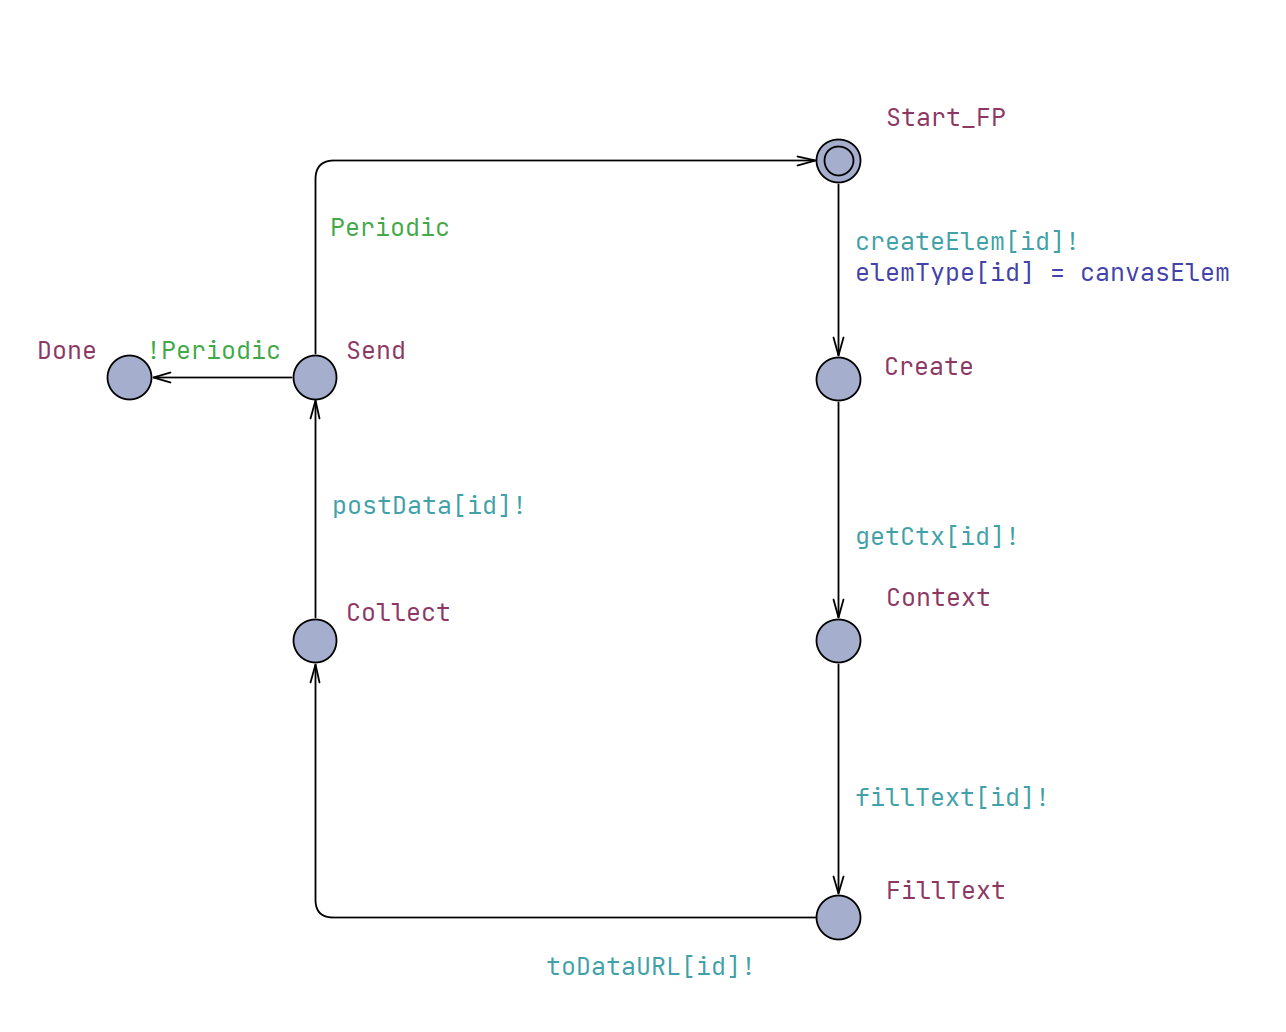 Start_FP
Periodic
createElem[id]!
elemType[id] = canvasElem
Done
!Periodic
Send
Create
postData[id]!
getCtx[id]!
Collect
Context
fillText[id]!
FillText
toDataURL[id]!